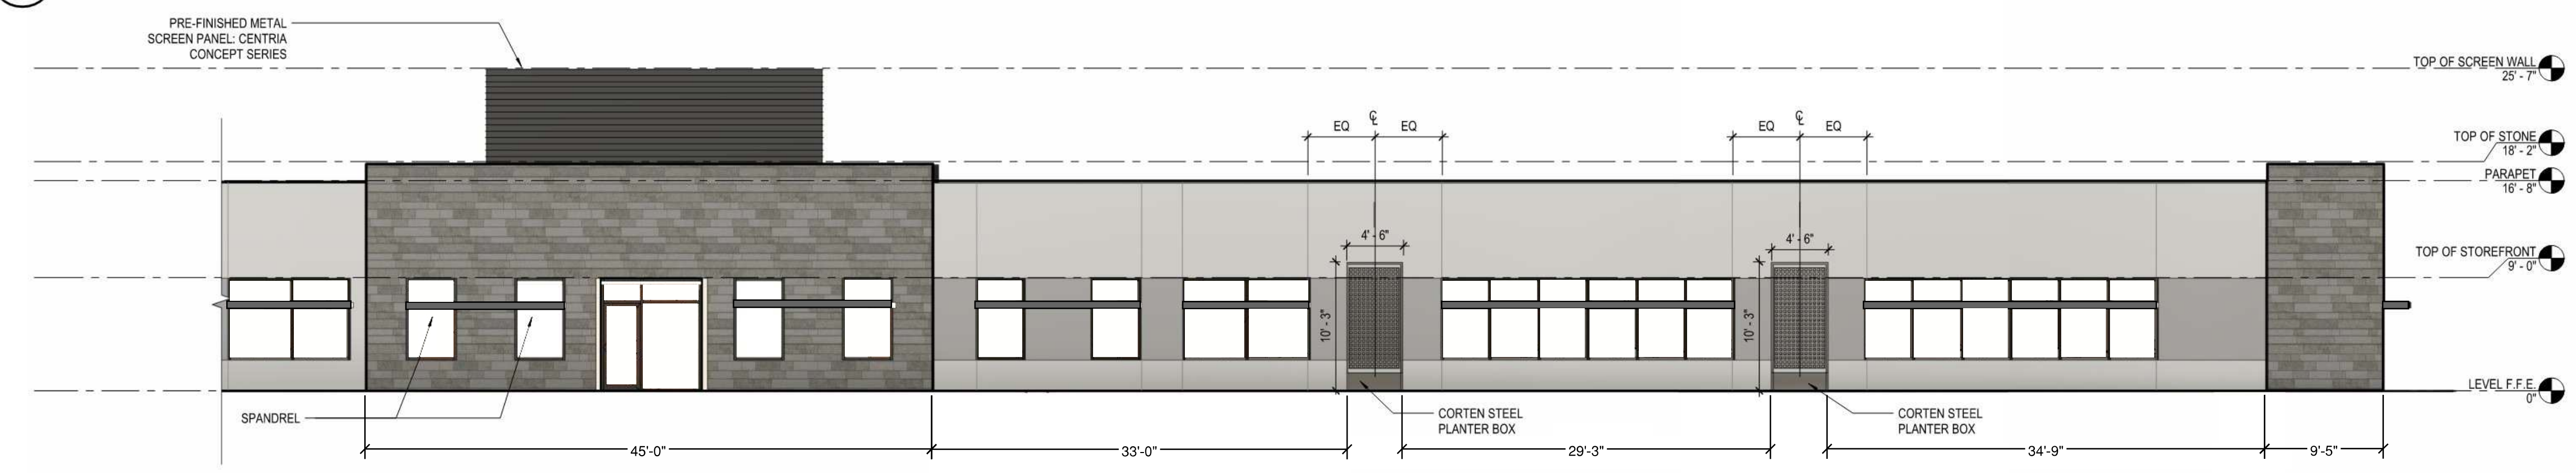 PRE-FINISHED METAL
SCREEN PANEL: CENTRIA
CONCEPT SERIES
TOP OF SCREEN WALL
25' - 7"
TOP OF STONE
18' - 2"
PARAPET
16' - 8"
TOP OF STOREFRONT
9' - 0"
LEVEL F.F.E.
0"
℄
EQ EQ
℄
EQ EQ
4' - 6"
4' - 6"
10' - 3"
10' - 3"
SPANDREL
CORTEN STEEL
PLANTER BOX
CORTEN STEEL
PLANTER BOX
45'-0"
33'-0"
29'-3"
34'-9"
9'-5"